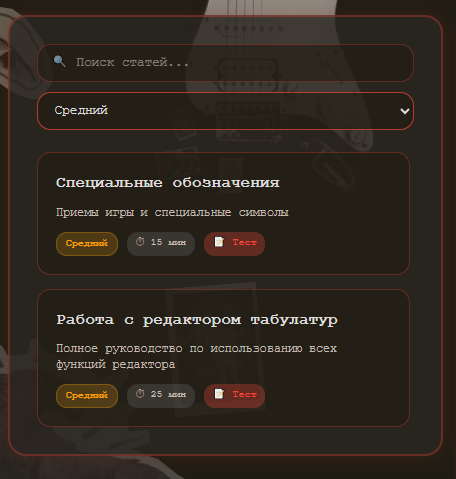 Поиск статей...
Средний
Специальные обозначения
Приемы игры и специальные символы
Средний 15 мин Тест
Работа с редактором табулатур
Полное руководство по использованию всех
функций редактора
Средний 25 мин Тест